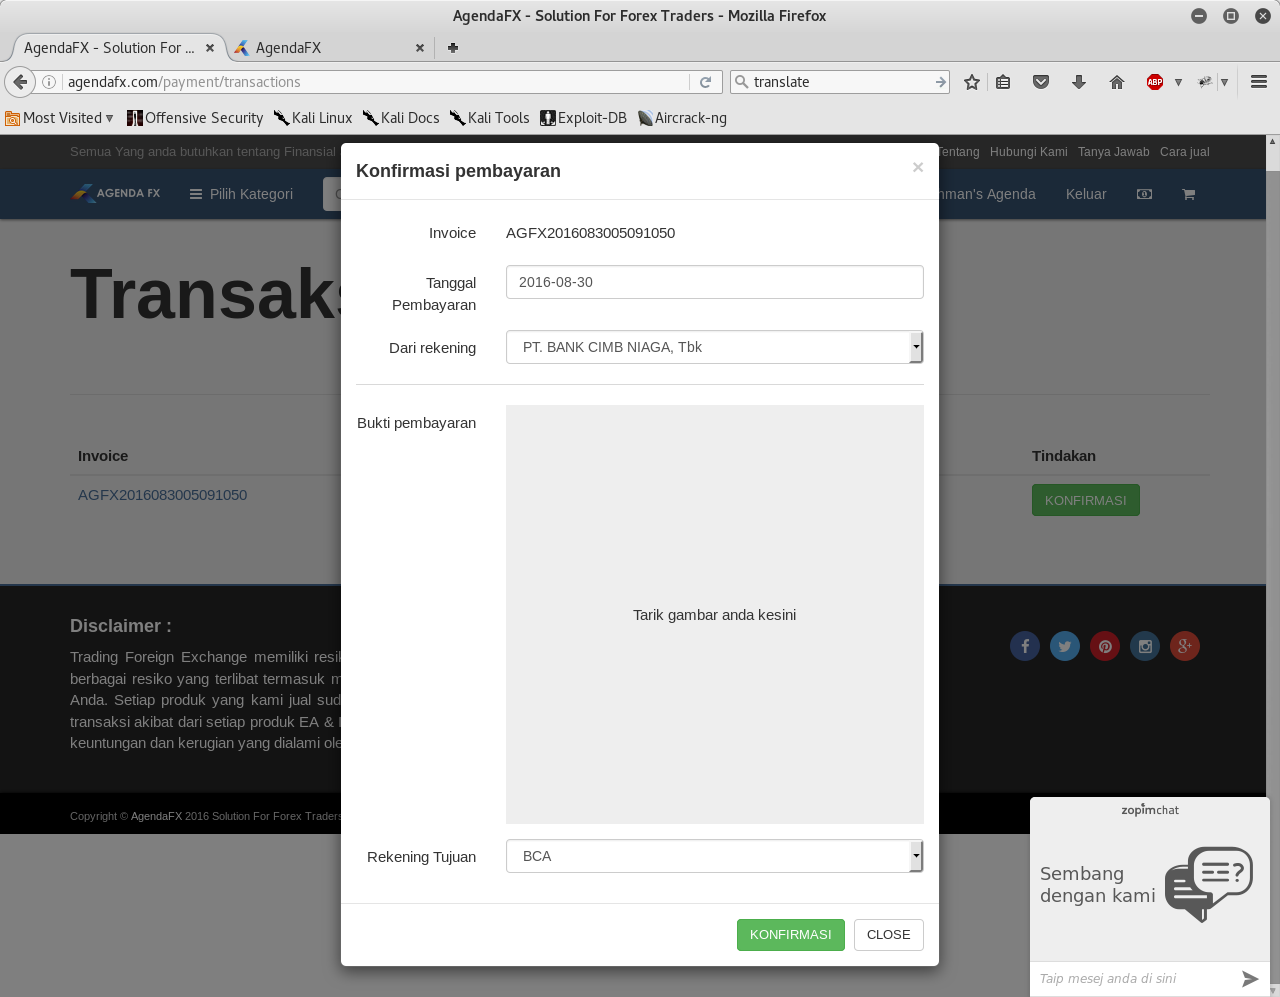 AgendaFX - Solution For Forex Traders - Mozilla Firefox
AgendaFX - Solution For ...
AgendaFX
agendafx.com/payment/transactions
translate
ABP
Most Visited
Offensive Security
Kali Linux
Kali Docs
Kali Tools
Exploit-DB
Aircrack-ng
Semua Yang anda butuhkan tentang Finansial
Tentang
Hubungi Kami
Tanya Jawab
Cara jual
AGENDA FX
Pilih Kategori
hman's Agenda
Keluar
Transaks
Invoice
Tindakan
AGFX2016083005091050
KONFIRMASI
Konfirmasi pembayaran
×
Invoice
AGFX2016083005091050
Tanggal
Pembayaran
2016-08-30
Dari rekening
PT. BANK CIMB NIAGA, Tbk
Bukti pembayaran
Tarik gambar anda kesini
Rekening Tujuan
BCA
KONFIRMASI
CLOSE
Disclaimer :
Trading Foreign Exchange memiliki resik
berbagai resiko yang terlibat termasuk m
Anda. Setiap produk yang kami jual sud
transaksi akibat dari setiap produk EA &
keuntungan dan kerugian yang dialami ole
Copyright © AgendaFX 2016 Solution For Forex Traders
zopim chat
Sembang
dengan kami
Taip mesej anda di sini